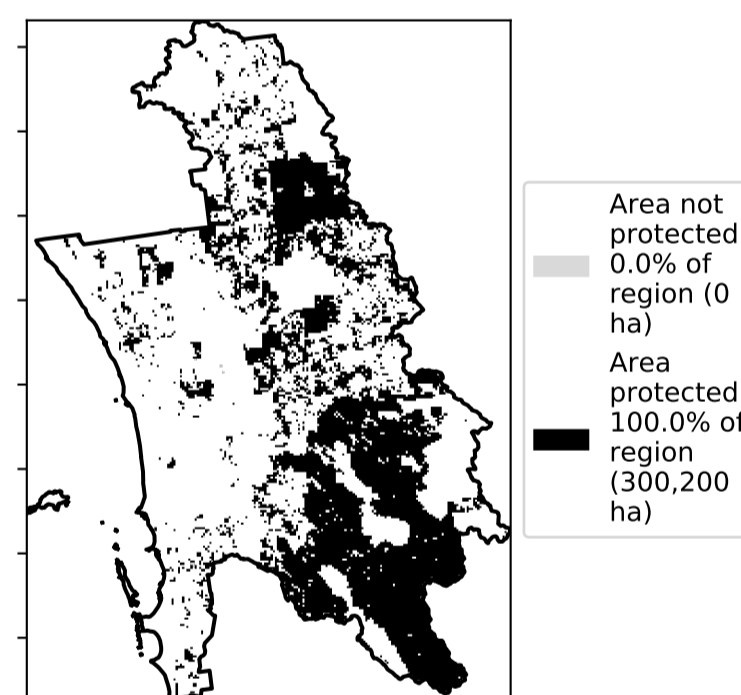 Area not
protected
0.0% of
region (0
ha)
Area
protected
100.0% of
region
(300,200
ha)